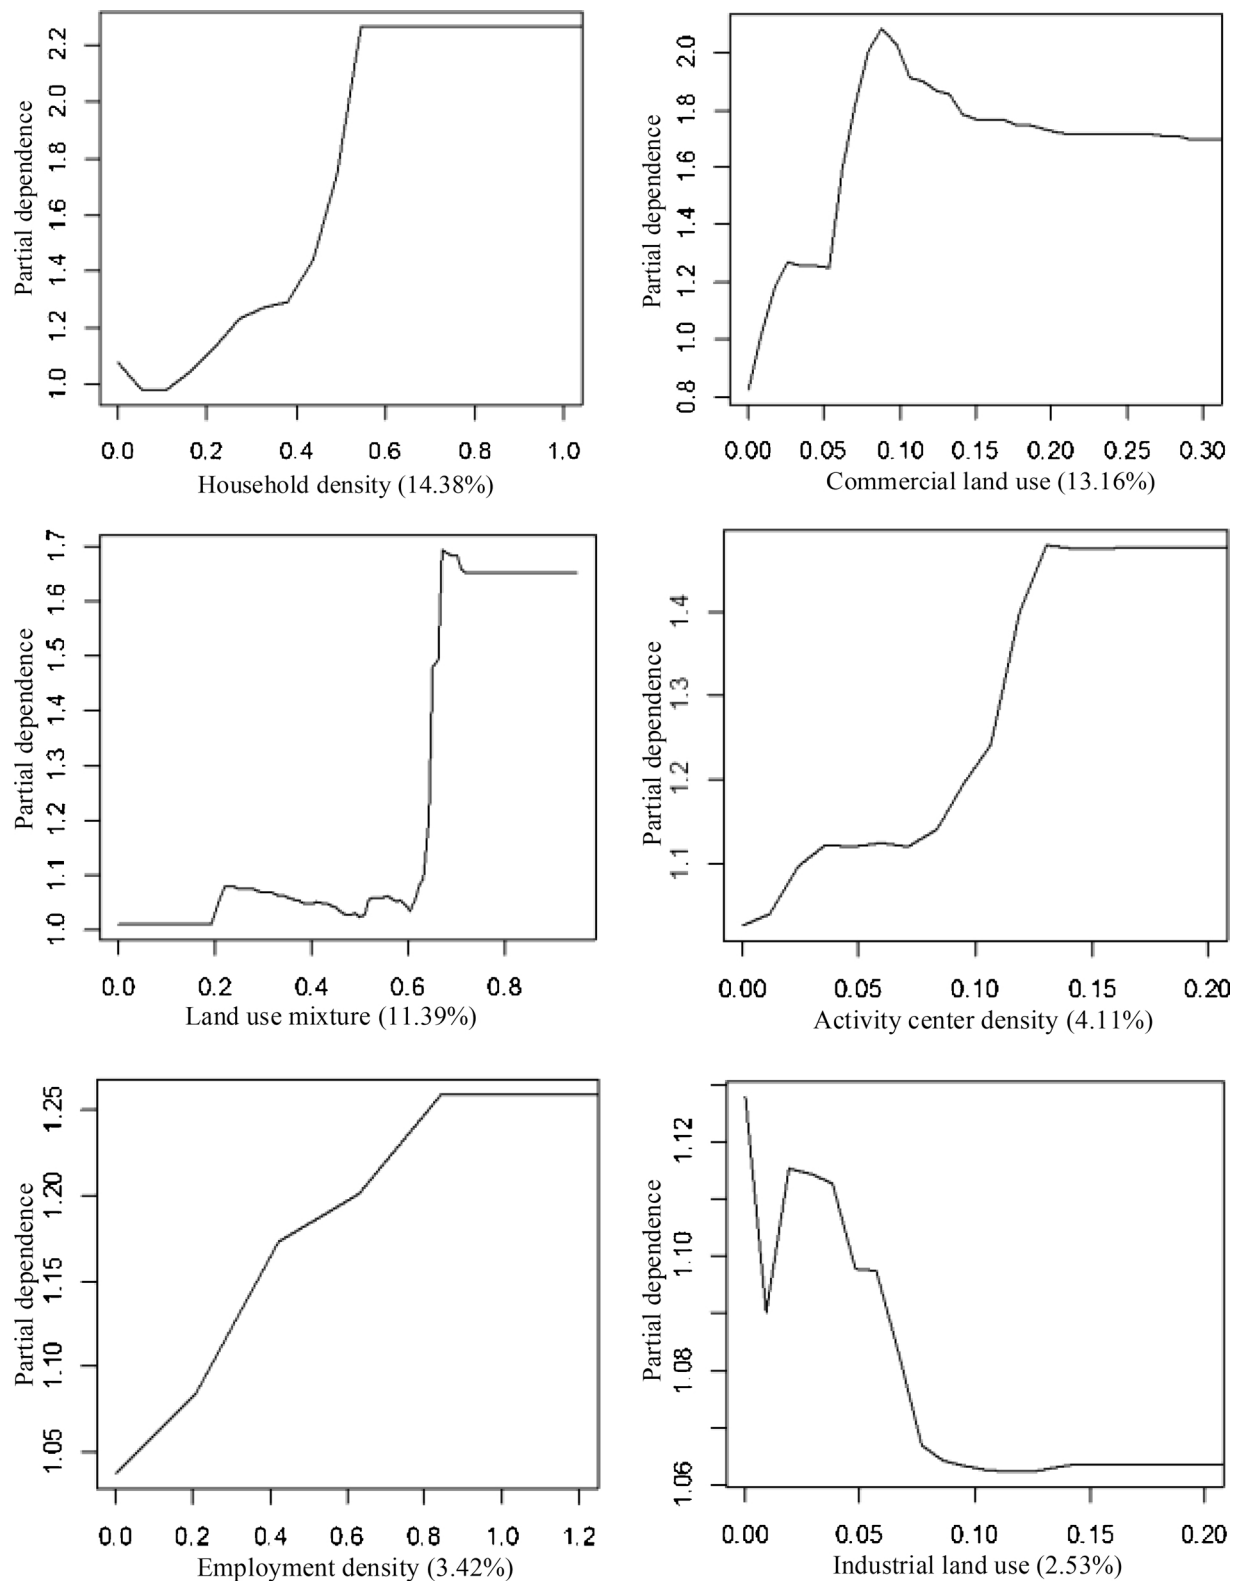 Partial dependence
2.2
2.0
1.8
1.6
1.4
1.2
1.0
0.0 0.2 0.4 0.6 0.8 1.0
Household density (14.38%)
Partial dependence
2.0
1.8
1.6
1.4
1.2
1.0
0.8
0.00 0.05 0.10 0.15 0.20 0.25 0.30
Commercial land use (13.16%)
Partial dependence
1.7
1.6
1.5
1.4
1.3
1.2
1.1
1.0
0.0 0.2 0.4 0.6 0.8
Land use mixture (11.39%)
Partial dependence
1.4
1.3
1.2
1.1
0.00 0.05 0.10 0.15 0.20
Activity center density (4.11%)
Partial dependence
1.25
1.20
1.15
1.10
1.05
0.0 0.2 0.4 0.6 0.8 1.0 1.2
Employment density (3.42%)
Partial dependence
1.12
1.10
1.08
1.06
0.00 0.05 0.10 0.15 0.20
Industrial land use (2.53%)